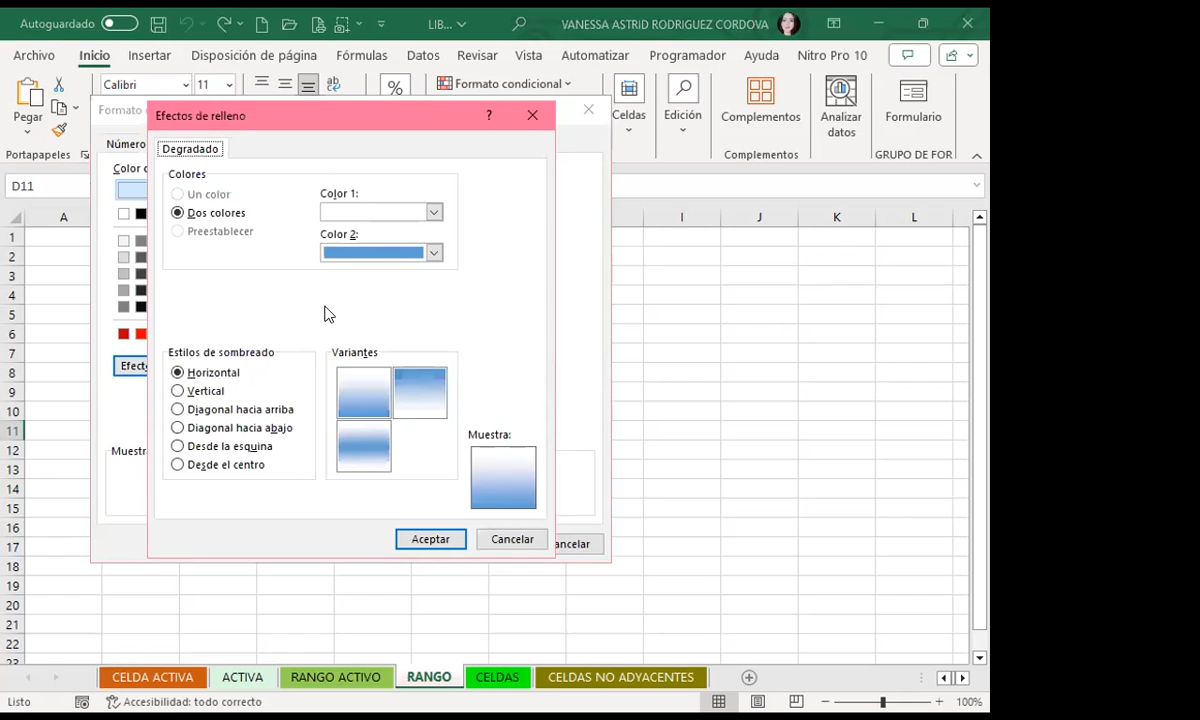 Autoguardado LIB... VANESSA ASTRID RODRIGUEZ CORDOVA
Archivo Inicio Insertar Disposición de página Fórmulas Datos Revisar Vista Automatizar Programador Ayuda Nitro Pro 10
Pegar
Calibri 11
ab
%
Formato condicional
Celdas
Edición
Complementos
Analizar
datos
Formulario
Portapapeles
Complementos
GRUPO DE FOR
D11
A I J K L
1
2
3
4
5
6
7
8
9
10
11
12
13
14
15
16
17
18
19
20
21
22
23
Formato
Número
Color
Efect
Muestr
ancelar
Efectos de relleno ?
Degradado
Colores
Un color
Dos colores
Preestablecer
Color 1:
Color 2:
Estilos de sombreado
Horizontal
Vertical
Diagonal hacia arriba
Diagonal hacia abajo
Desde la esquina
Desde el centro
Variantes
Muestra:
Aceptar Cancelar
CELDA ACTIVA ACTIVA RANGO ACTIVO RANGO CELDAS CELDAS NO ADYACENTES
Listo Accesibilidad: todo correcto 100%